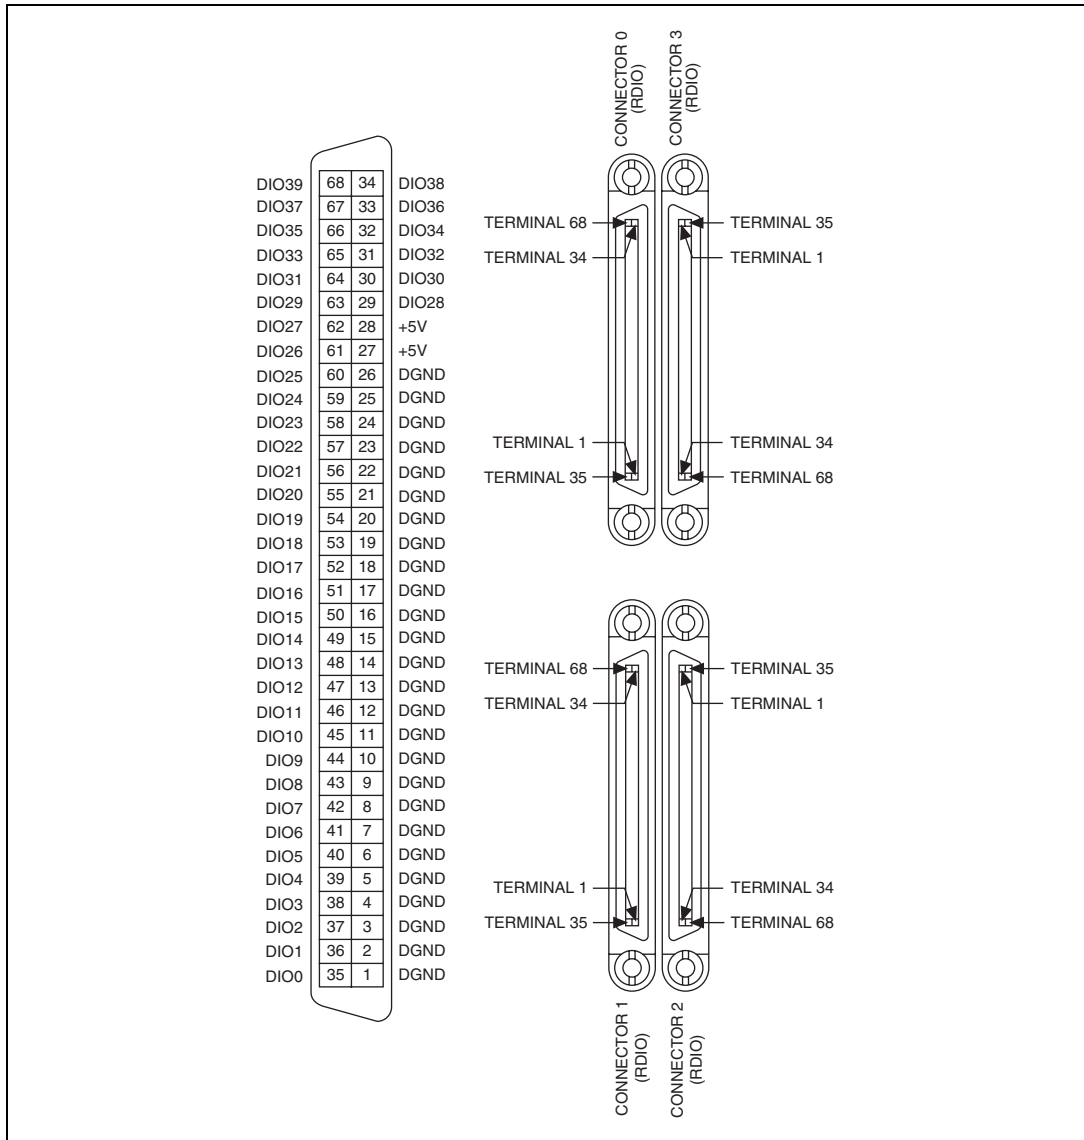 CONNECTOR 0
(RDIO)
CONNECTOR 3
(RDIO)
DIO39 68 34 DIO38
DIO37 67 33 DIO36
DIO35 66 32 DIO34
DIO33 65 31 DIO32
DIO31 64 30 DIO30
DIO29 63 29 DIO28
DIO27 62 28 +5V
DIO26 61 27 +5V
DIO25 60 26 DGND
DIO24 59 25 DGND
DIO23 58 24 DGND
DIO22 57 23 DGND
DIO21 56 22 DGND
DIO20 55 21 DGND
DIO19 54 20 DGND
DIO18 53 19 DGND
DIO17 52 18 DGND
DIO16 51 17 DGND
DIO15 50 16 DGND
DIO14 49 15 DGND
DIO13 48 14 DGND
DIO12 47 13 DGND
DIO11 46 12 DGND
DIO10 45 11 DGND
DIO9 44 10 DGND
DIO8 43 9 DGND
DIO7 42 8 DGND
DIO6 41 7 DGND
DIO5 40 6 DGND
DIO4 39 5 DGND
DIO3 38 4 DGND
DIO2 37 3 DGND
DIO1 36 2 DGND
DIO0 35 1 DGND
TERMINAL 68
TERMINAL 34
TERMINAL 35
TERMINAL 1
TERMINAL 1
TERMINAL 35
TERMINAL 34
TERMINAL 68
TERMINAL 68
TERMINAL 34
TERMINAL 35
TERMINAL 1
TERMINAL 1
TERMINAL 35
TERMINAL 34
TERMINAL 68
CONNECTOR 1
(RDIO)
CONNECTOR 2
(RDIO)